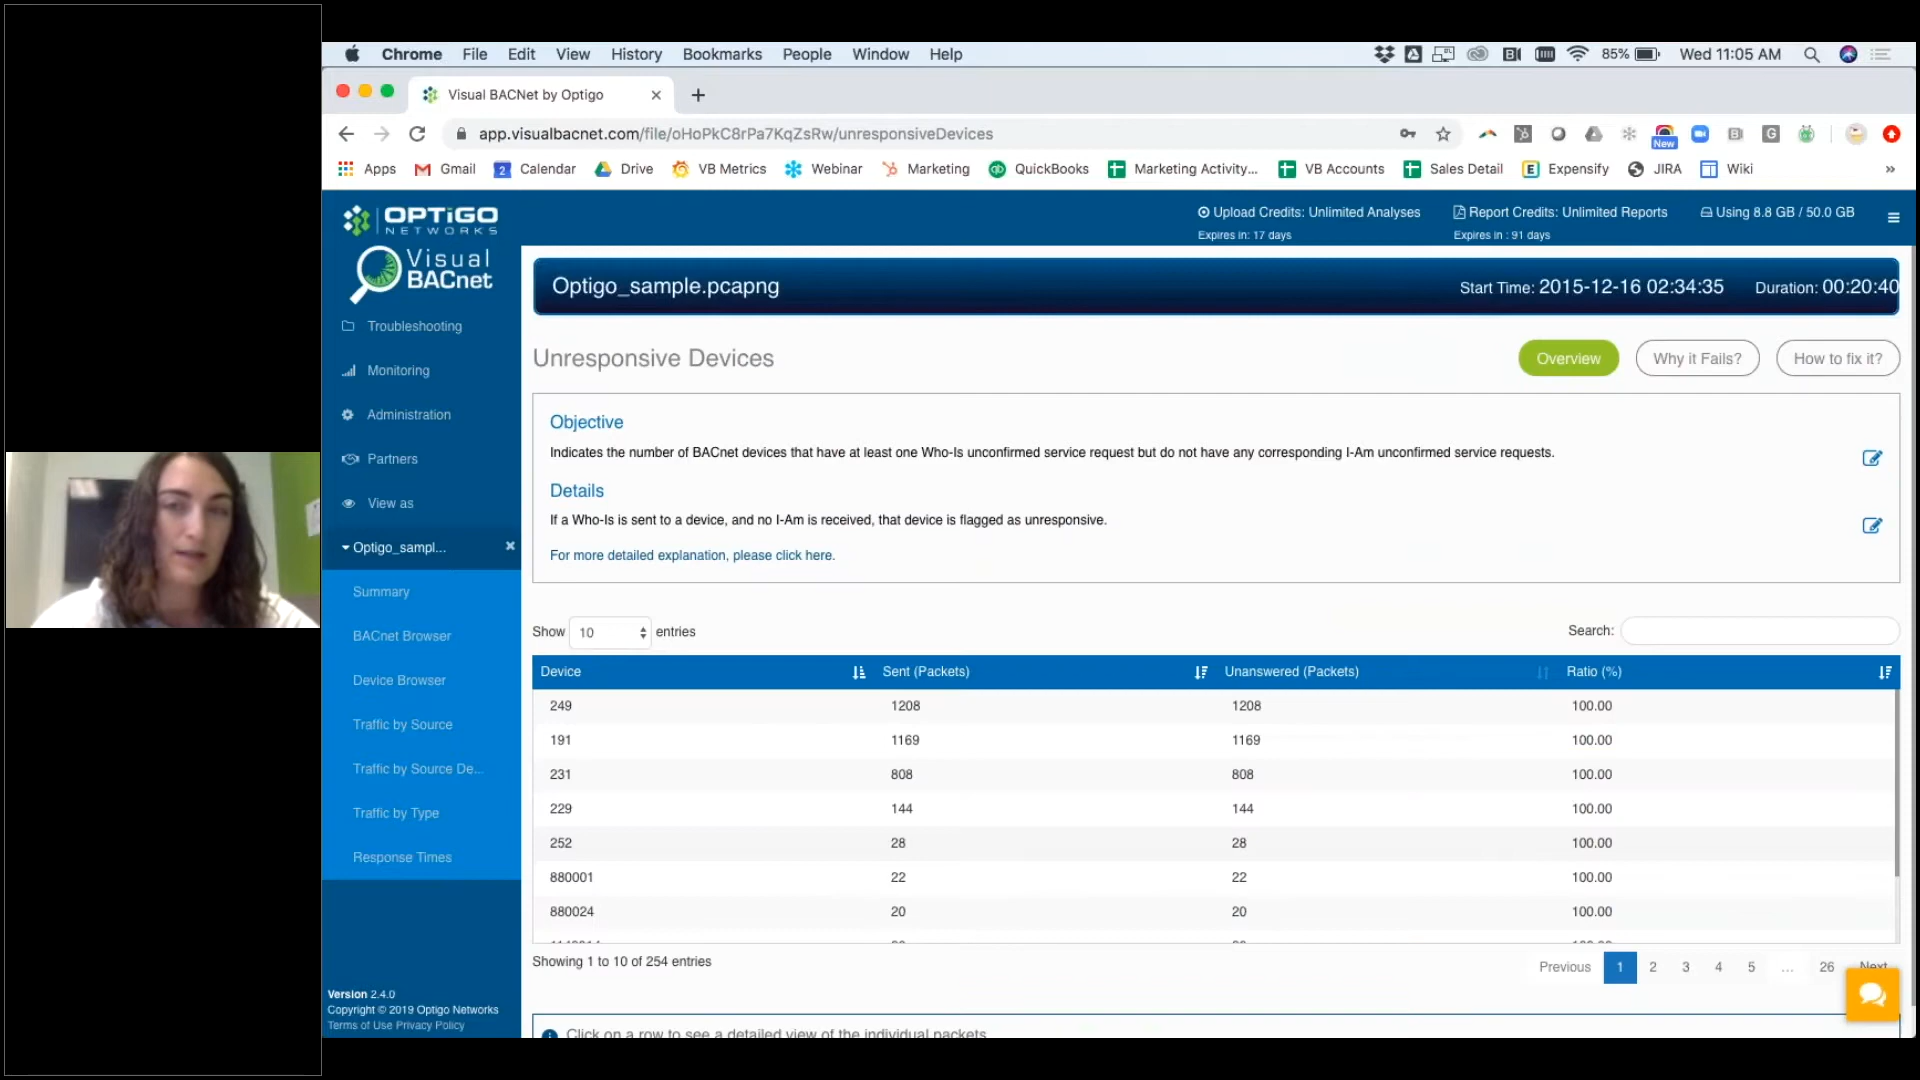 Chrome File Edit View History Bookmarks People Window Help 85% Wed 11:05 AM
Visual BACnet by Optigo
app.visualbacnet.com/file/oHoPkC8rPa7KqZsRw/unresponsiveDevices
New
Apps Gmail Calendar Drive VB Metrics Webinar Marketing QuickBooks Marketing Activity... VB Accounts Sales Detail Expensify JIRA Wiki »
OPTiGO
NETWORKS
Upload Credits: Unlimited Analyses Report Credits: Unlimited Reports Using 8.8 GB / 50.0 GB
Expires in: 17 days Expires in : 91 days
Visual
BACnet
Optigo_sample.pcapng Start Time: 2015-12-16 02:34:35 Duration: 00:20:40
Troubleshooting
Monitoring
Administration
Partners
View as
Optigo_sampl...
Summary
BACnet Browser
Device Browser
Traffic by Source
Traffic by Source De...
Traffic by Type
Response Times
Version 2.4.0
Copyright © 2019 Optigo Networks
Terms of Use Privacy Policy
Unresponsive Devices Overview Why it Fails? How to fix it?
Objective
Indicates the number of BACnet devices that have at least one Who-Is unconfirmed service request but do not have any corresponding I-Am unconfirmed service requests.
Details
If a Who-Is is sent to a device, and no I-Am is received, that device is flagged as unresponsive.
For more detailed explanation, please click here.
Show 10 entries Search:
Device Sent (Packets) Unanswered (Packets) Ratio (%)
249 1208 1208 100.00
191 1169 1169 100.00
231 808 808 100.00
229 144 144 100.00
252 28 28 100.00
880001 22 22 100.00
880024 20 20 100.00
Showing 1 to 10 of 254 entries Previous 1 2 3 4 5 ... 26 Next
Click on a row to see a detailed view of the individual packets